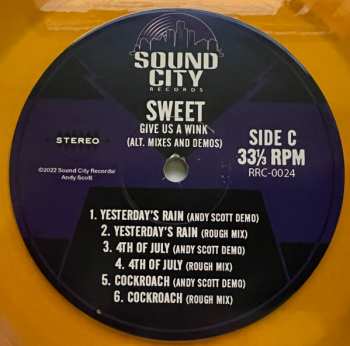 SOUND
CITY
RECORDS
SWEET
GIVE US A WINK
(ALT. MIXES AND DEMOS)
STEREO
SIDE C
33⅓ RPM
RRC-0024
©2022 Sound City Records/
Andy Scott
1. YESTERDAY'S RAIN (ANDY SCOTT DEMO)
2. YESTERDAY'S RAIN (ROUGH MIX)
3. 4TH OF JULY (ANDY SCOTT DEMO)
4. 4TH OF JULY (ROUGH MIX)
5. COCKROACH (ANDY SCOTT DEMO)
6. COCKROACH (ROUGH MIX)